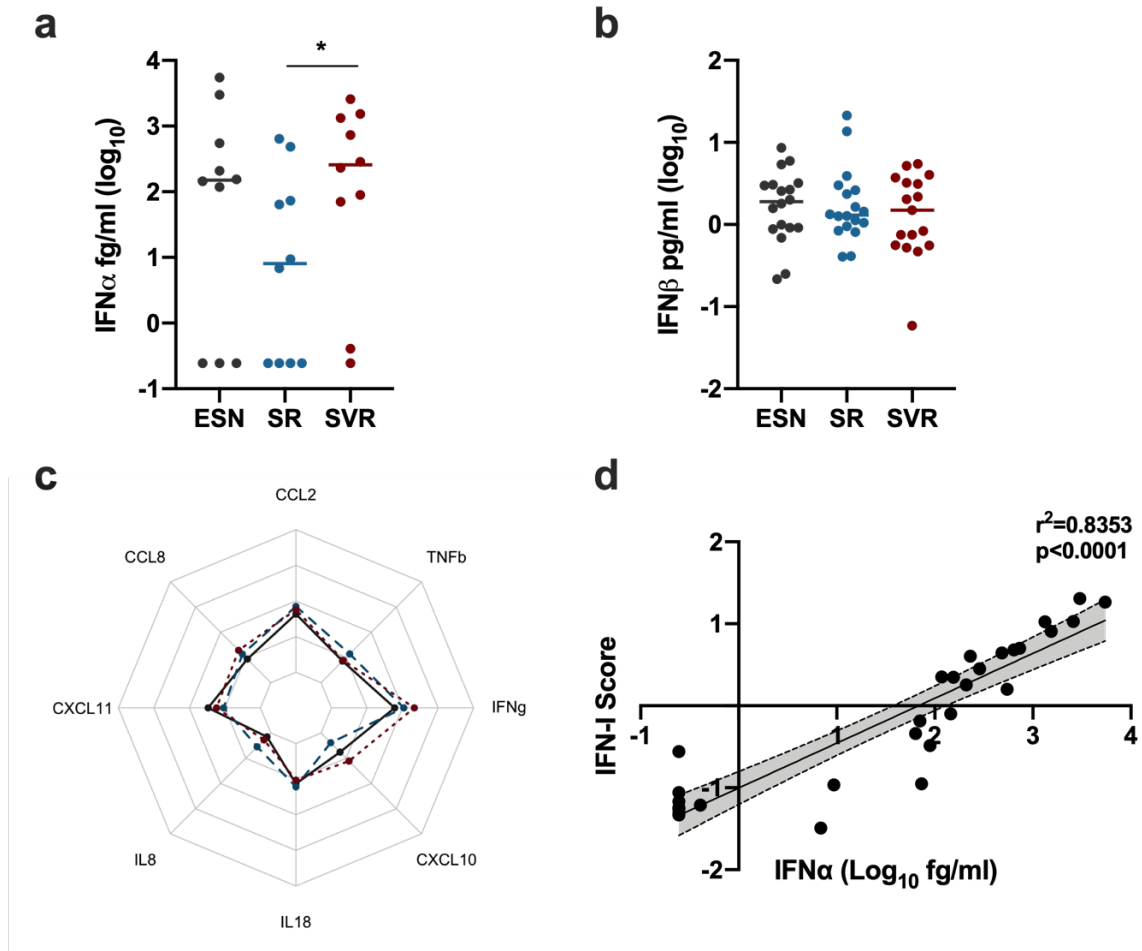 a
IFNα fg/ml (log10)
4
3
2
1
0
-1
*
ESN SR SVR
b
IFNβ pg/ml (log10)
2
1
0
-1
-2
ESN SR SVR
c
CCL2
CCL8
TNFb
CXCL11
IFNg
IL8
CXCL10
IL18
d
r2=0.8353
p<0.0001
IFN-I Score
2
1
-1
-2
-1
1
2
3
4
IFNα (Log10 fg/ml)